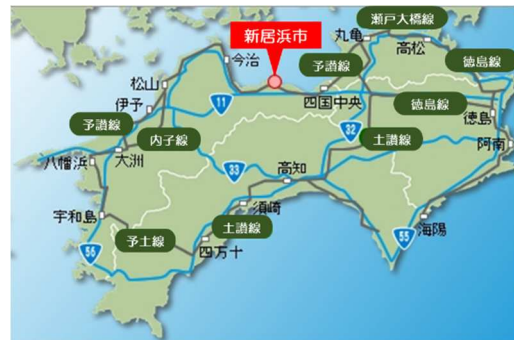 瀬戸大橋線
新居浜市
丸亀
高松
今治
予讃線
徳島線
松山
四国中央
11
伊予
徳島線
徳島
予讃線
内子線
32
土讃線
阿南
八幡浜
大洲
33
高知
宇和島
須崎
海陽
予土線
土讃線
55
56
四万十